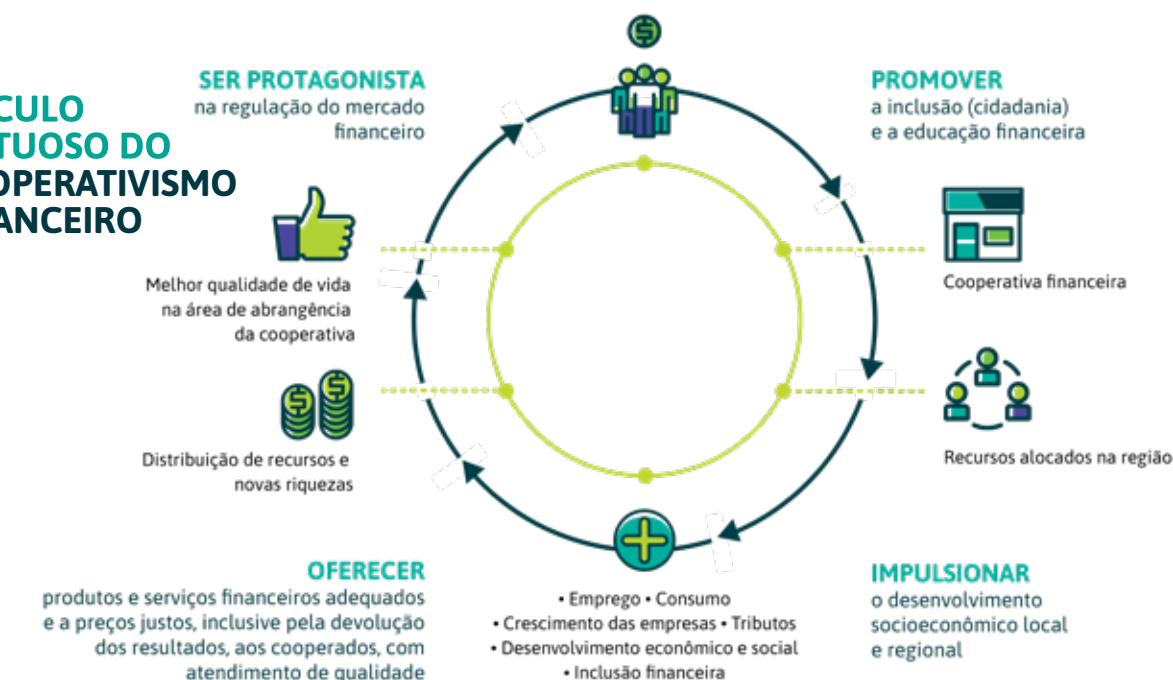 CULO
TUOSO DO
OPERATIVISMO
ANCEIRO
SER PROTAGONISTA
na regulação do mercado
financeiro
PROMOVER
a inclusão (cidadania)
e a educação financeira
Melhor qualidade de vida
na área de abrangência
da cooperativa
Cooperativa financeira
Distribuição de recursos e
novas riquezas
Recursos alocados na região
OFERECER
produtos e serviços financeiros adequados
e a preços justos, inclusive pela devolução
dos resultados, aos cooperados, com
atendimento de qualidade
• Emprego • Consumo
• Crescimento das empresas • Tributos
• Desenvolvimento econômico e social
• Inclusão financeira
IMPULSIONAR
o desenvolvimento
socioeconômico local
e regional